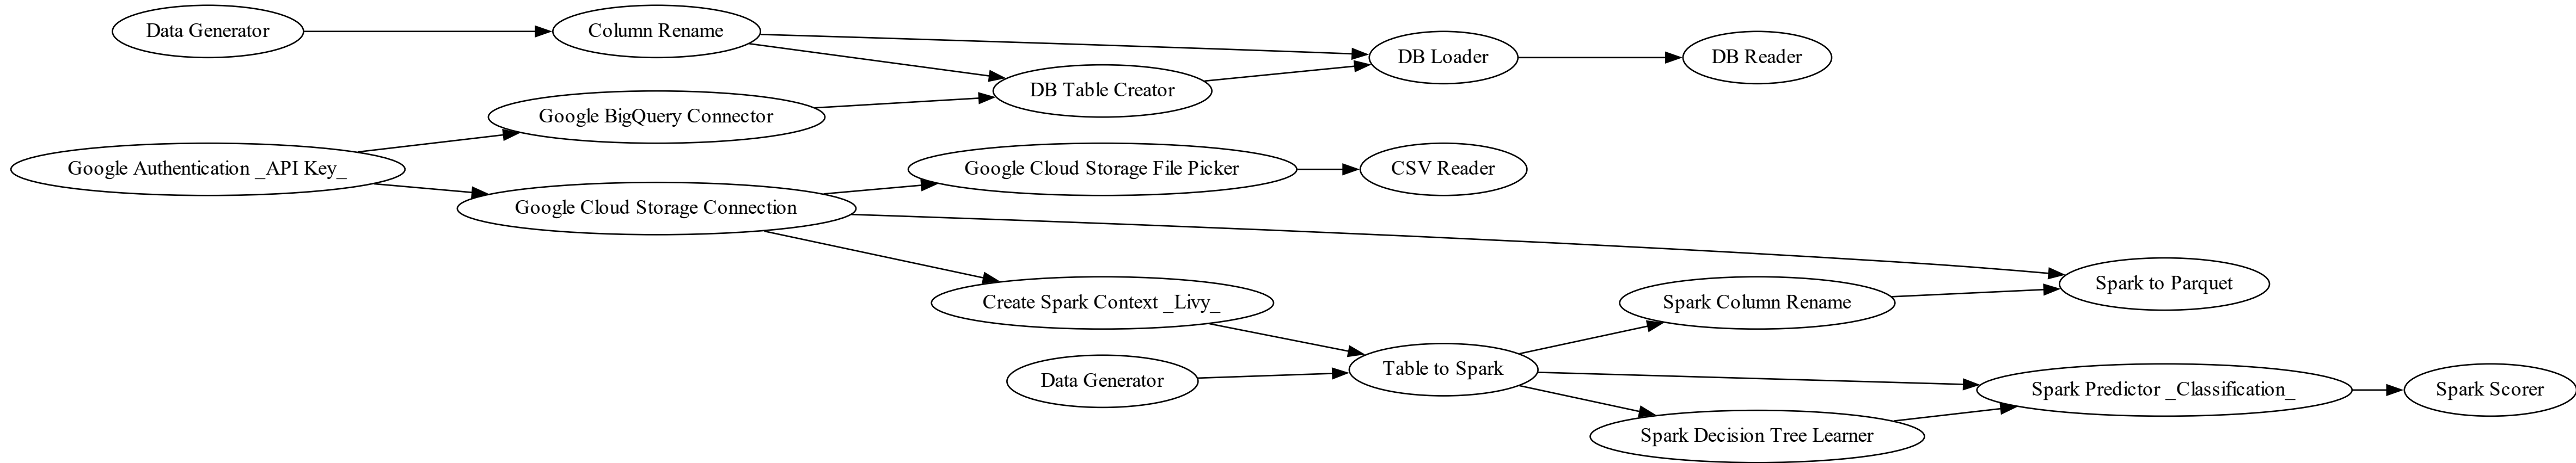 Data Generator
Column Rename
DB Loader
DB Reader
DB Table Creator
Google BigQuery Connector
Google Authentication _API Key_
Google Cloud Storage File Picker
CSV Reader
Google Cloud Storage Connection
Spark to Parquet
Create Spark Context _Livy_
Spark Column Rename
Table to Spark
Data Generator
Spark Predictor _Classification_
Spark Scorer
Spark Decision Tree Learner